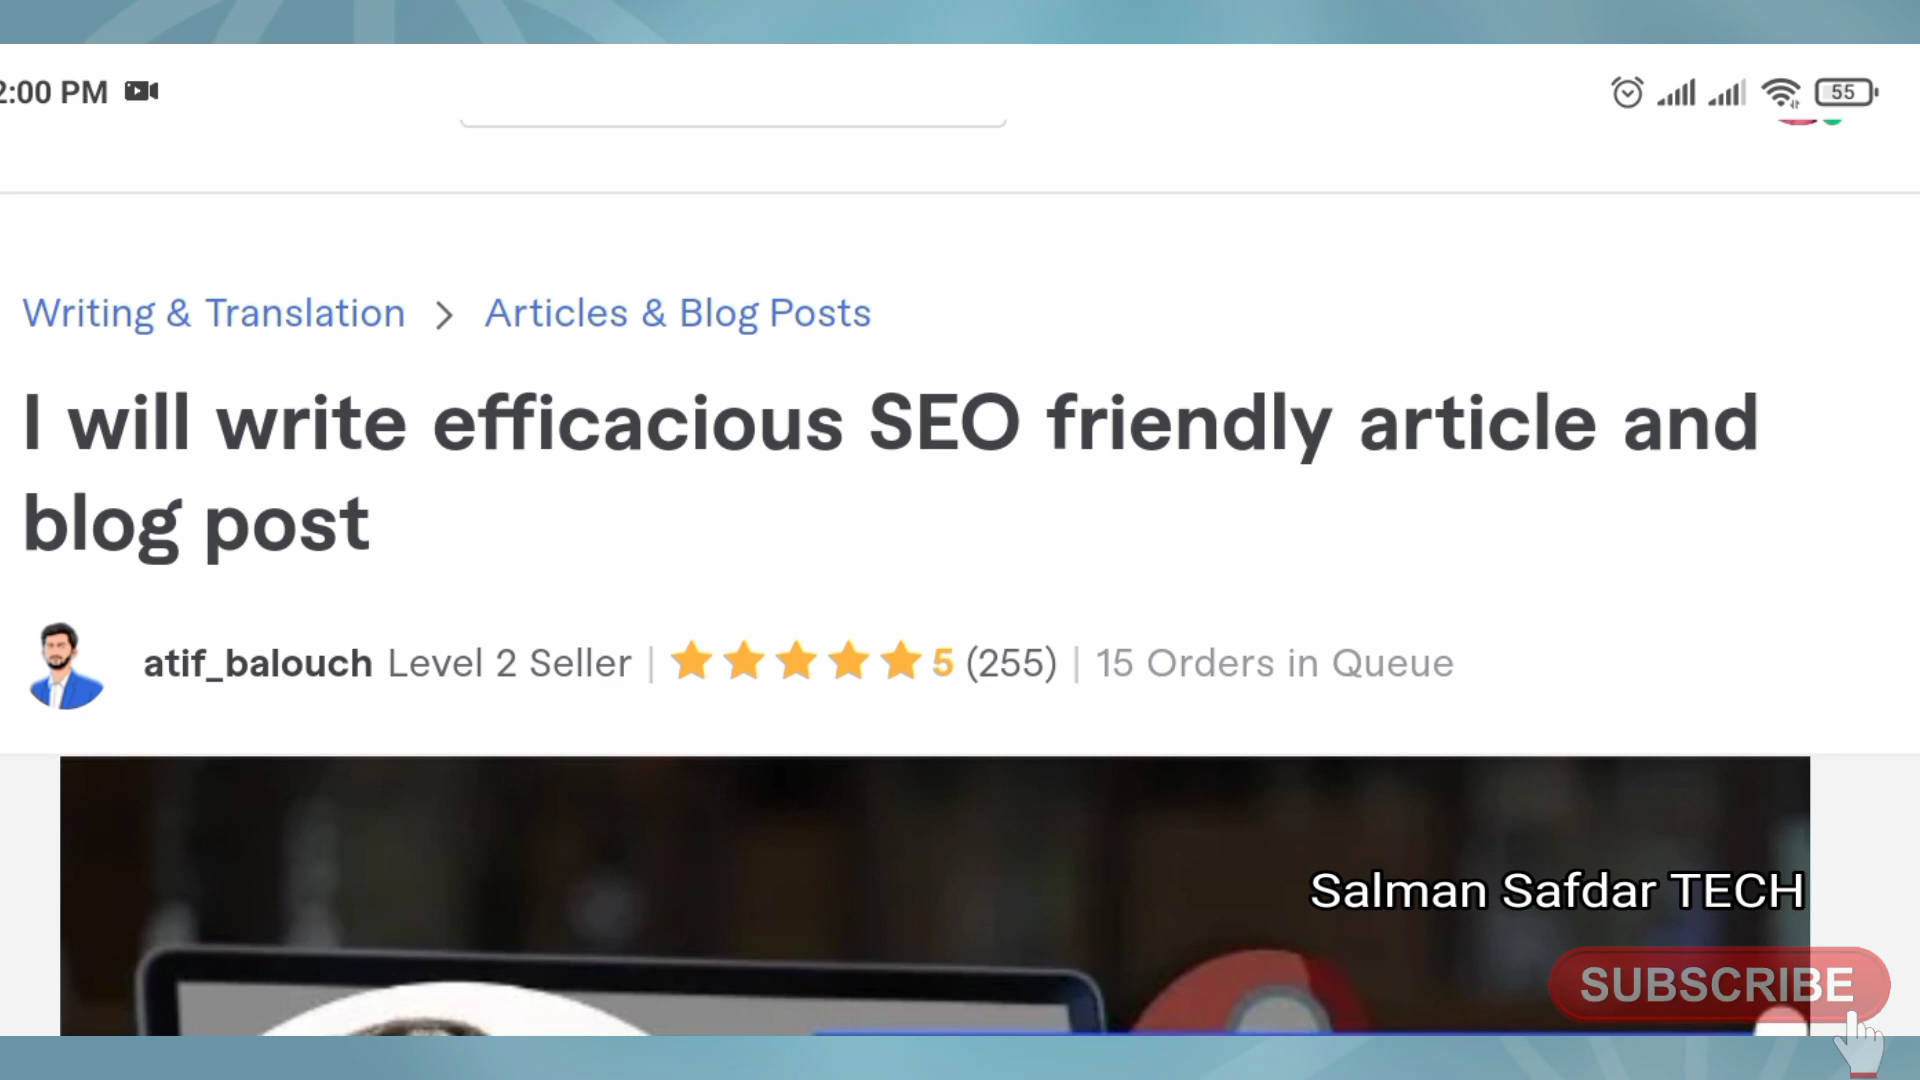 2:00 PM
55
Writing & Translation > Articles & Blog Posts
I will write efficacious SEO friendly article and
blog post
atif_balouch Level 2 Seller | 5 (255) | 15 Orders in Queue
Salman Safdar TECH
SUBSCRIBE